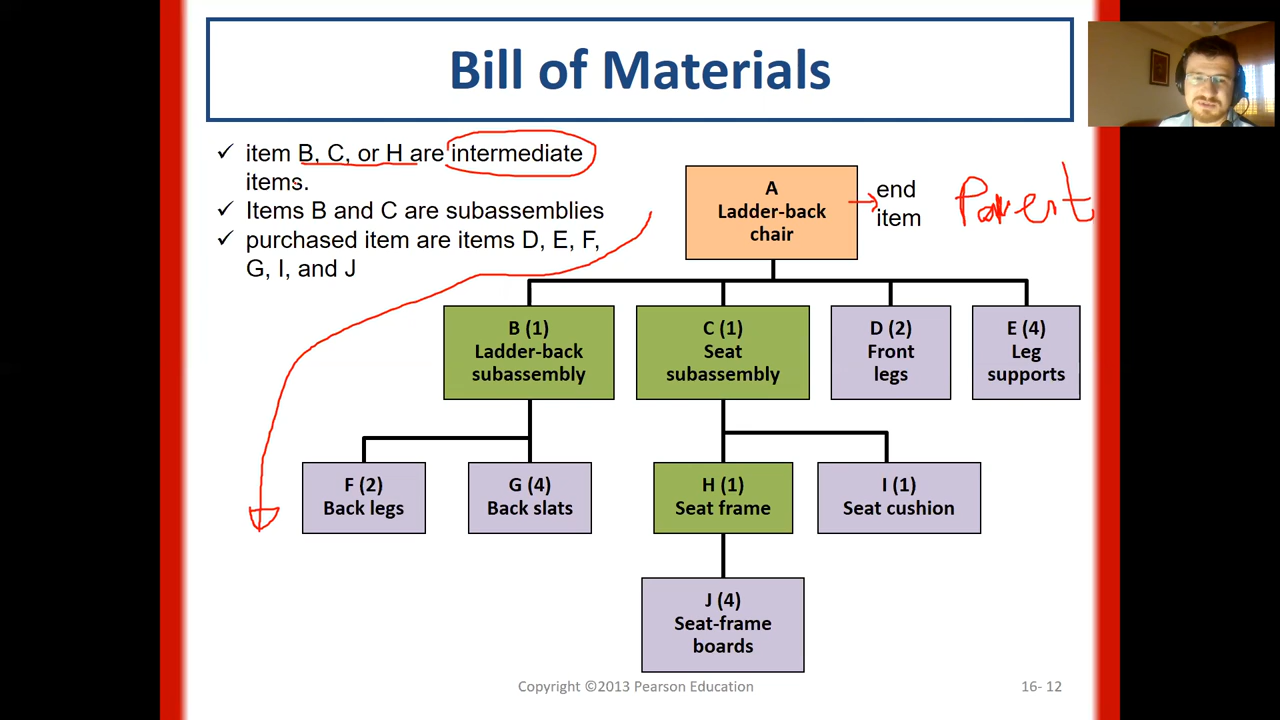 Bill of Materials
✓ item B, C, or H are intermediate
items.
✓ Items B and C are subassemblies
✓ purchased item are items D, E, F,
G, I, and J
A
Ladder-back
chair
end
item
Parent
B (1)
Ladder-back
subassembly
C (1)
Seat
subassembly
D (2)
Front
legs
E (4)
Leg
supports
F (2)
Back legs
G (4)
Back slats
H (1)
Seat frame
I (1)
Seat cushion
J (4)
Seat-frame
boards
Copyright ©2013 Pearson Education
16- 12